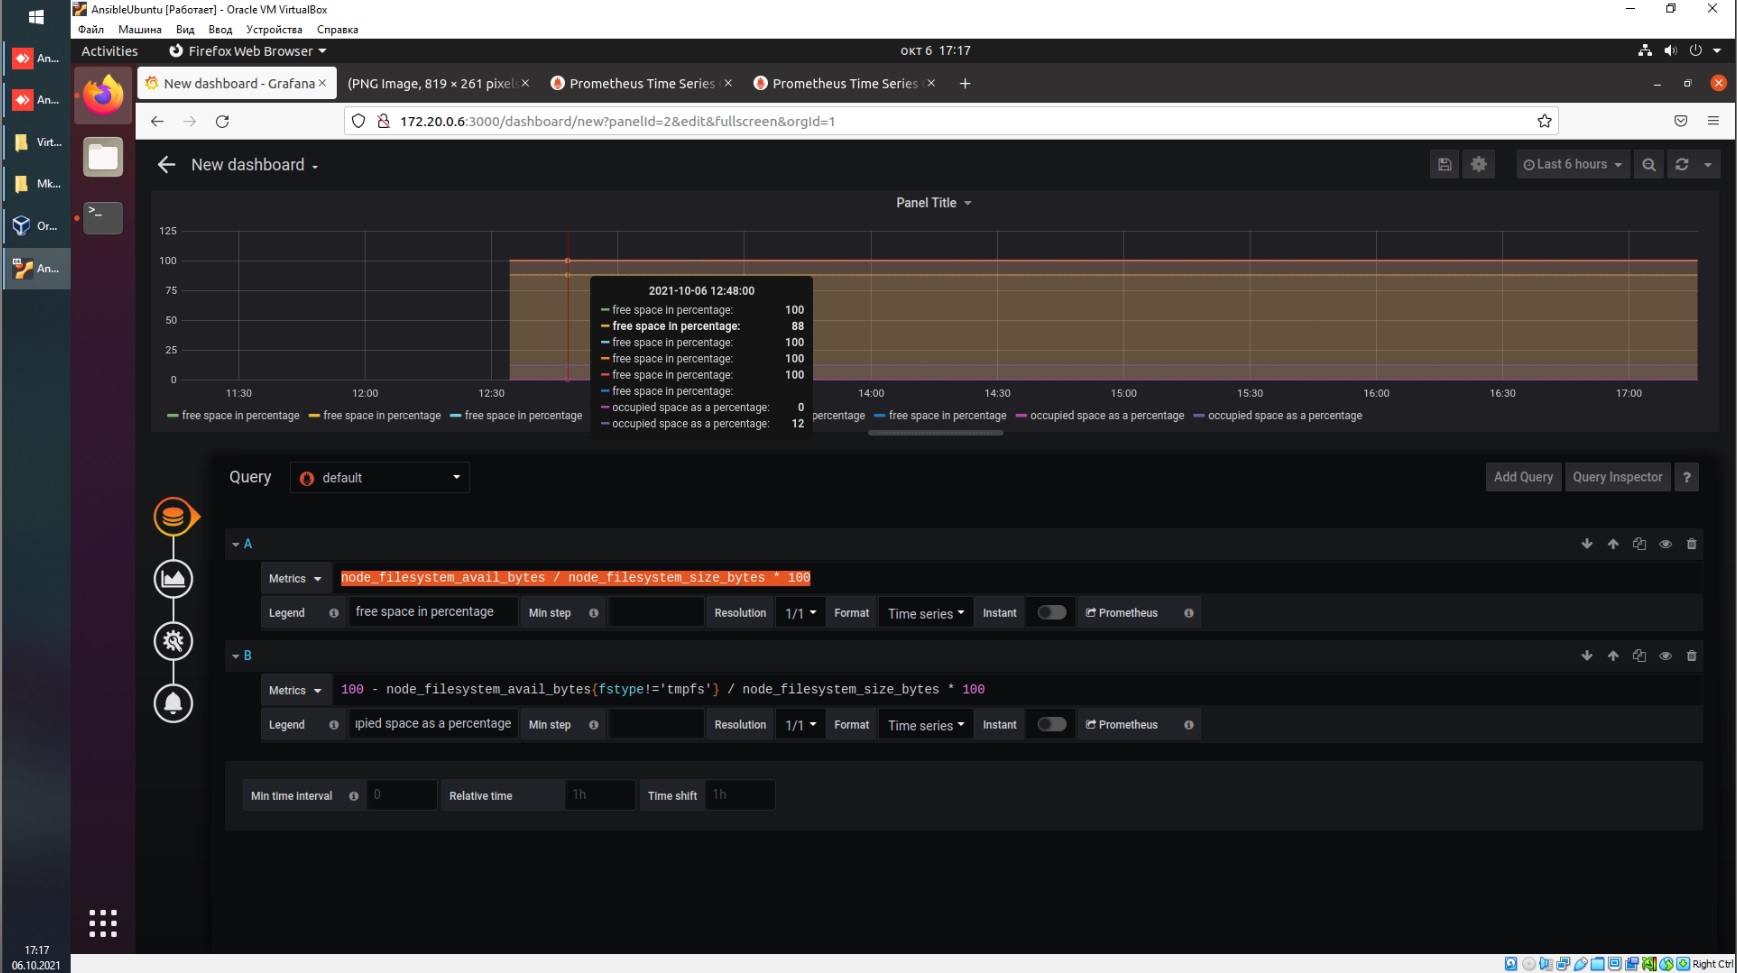 AnsibleUbuntu [Работает] - Oracle VM VirtualBox
Файл Машина Вид Ввод Устройства Справка
Activities Firefox Web Browser окт 6 17:17
An...
An...
Virt...
Mk...
Or...
An...
New dashboard - Grafana (PNG Image, 819 × 261 pixels Prometheus Time Series Prometheus Time Series
172.20.0.6:3000/dashboard/new?panelId=2&edit&fullscreen&orgId=1
New dashboard Last 6 hours
Panel Title
125
100
75
50
25
0
11:30 12:00 12:30 14:00 14:30 15:00 15:30 16:00 16:30 17:00
2021-10-06 12:48:00
free space in percentage: 100
free space in percentage: 88
free space in percentage: 100
free space in percentage: 100
free space in percentage: 100
free space in percentage:
occupied space as a percentage: 0
occupied space as a percentage: 12
free space in percentage free space in percentage free space in percentage percentage free space in percentage occupied space as a percentage occupied space as a percentage
Query default Add Query Query Inspector ?
A
Metrics node_filesystem_avail_bytes / node_filesystem_size_bytes * 100
Legend free space in percentage Min step Resolution 1/1 Format Time series Instant Prometheus
B
Metrics 100 - node_filesystem_avail_bytes{fstype!='tmpfs'} / node_filesystem_size_bytes * 100
Legend upied space as a percentage Min step Resolution 1/1 Format Time series Instant Prometheus
Min time interval 0 Relative time 1h Time shift 1h
17:17
06.10.2021
Right Ctrl